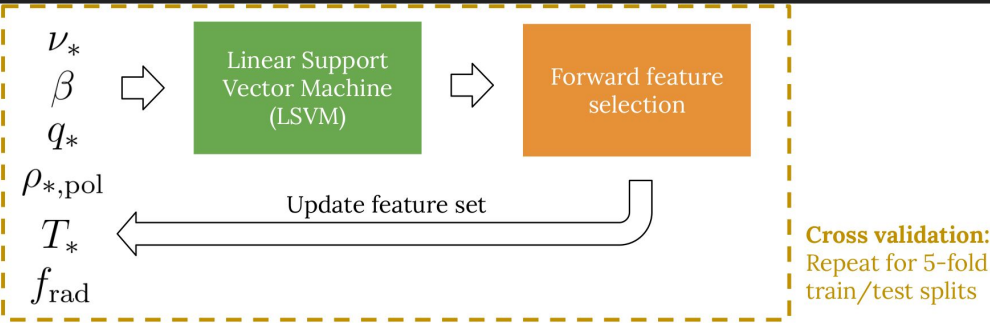 ν*
β
q*
ρ*,pol
T*
f_rad
Linear Support
Vector Machine
(LSVM)
Forward feature
selection
Update feature set
Cross validation:
Repeat for 5-fold
train/test splits